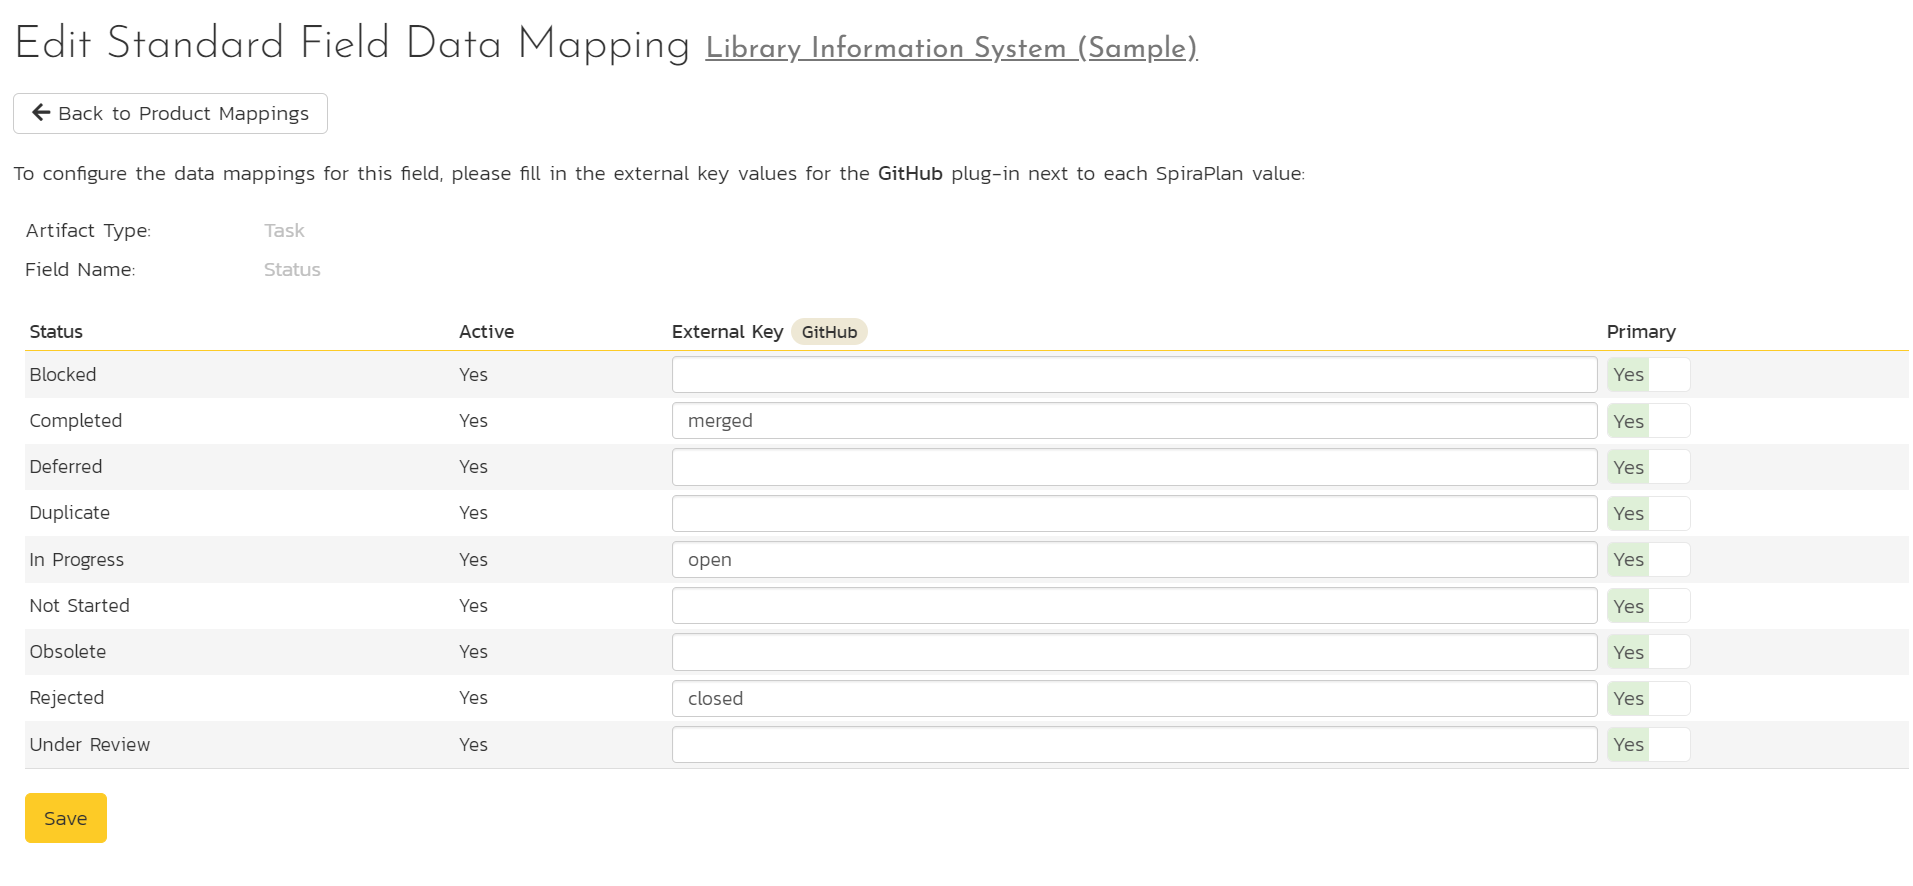 Edit Standard Field Data Mapping Library Information System (Sample)
Back to Product Mappings
To configure the data mappings for this field, please fill in the external key values for the GitHub plug-in next to each SpiraPlan value:
Artifact Type: Task
Field Name: Status
Status Active External Key GitHub Primary
Blocked Yes Yes
Completed Yes merged Yes
Deferred Yes Yes
Duplicate Yes Yes
In Progress Yes open Yes
Not Started Yes Yes
Obsolete Yes Yes
Rejected Yes closed Yes
Under Review Yes Yes
Save